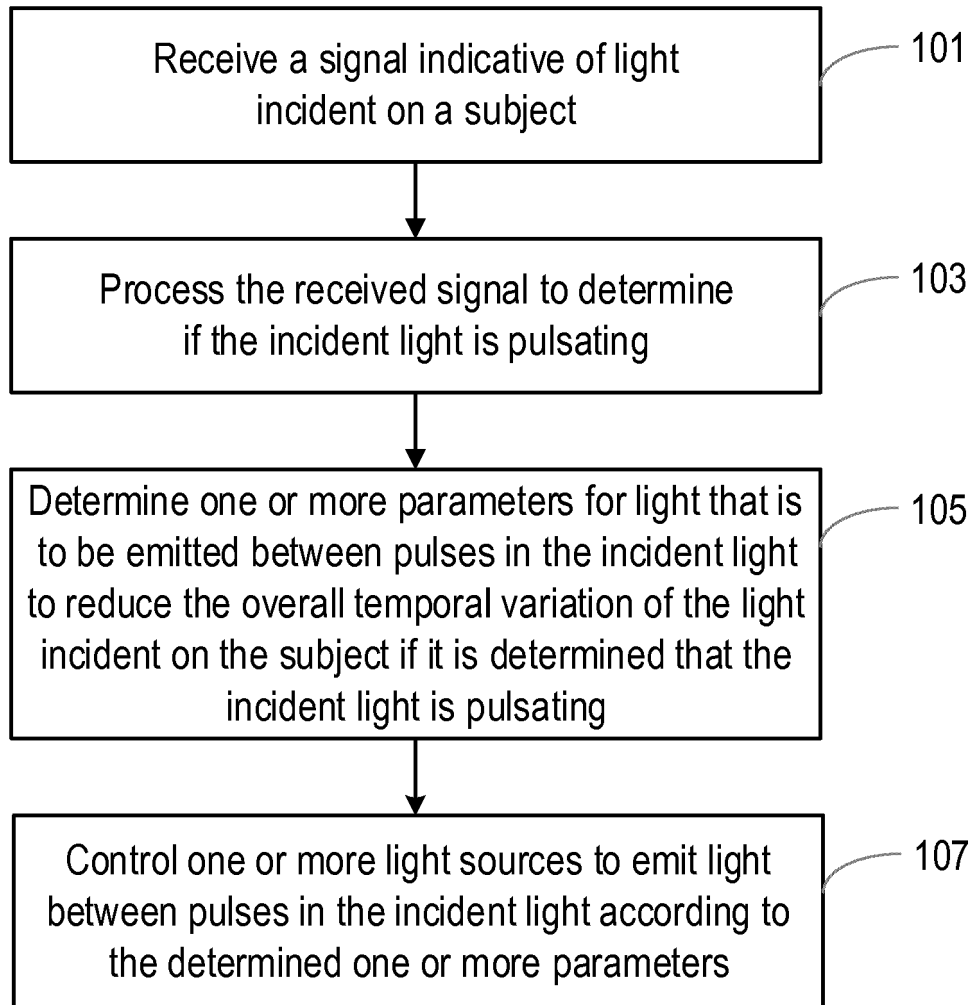 Receive a signal indicative of light
incident on a subject
101
Process the received signal to determine
if the incident light is pulsating
103
Determine one or more parameters for light that is
to be emitted between pulses in the incident light
to reduce the overall temporal variation of the light
incident on the subject if it is determined that the
incident light is pulsating
105
Control one or more light sources to emit light
between pulses in the incident light according to
the determined one or more parameters
107